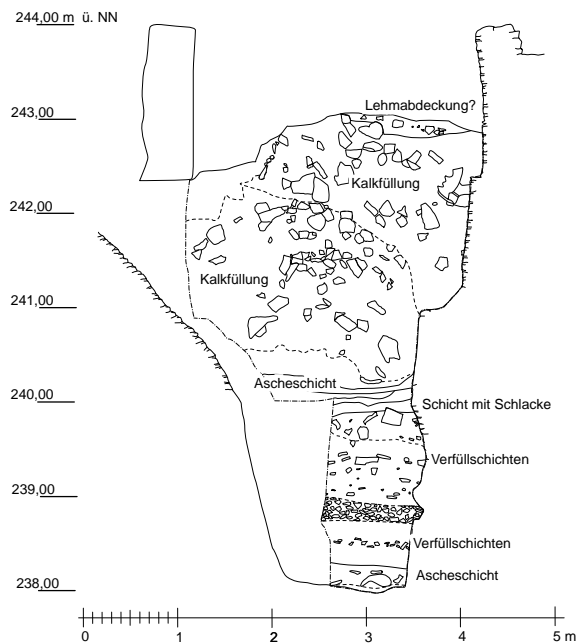 244,00 m ü. NN
243,00
Lehmabdeckung?
Kalkfüllung
242,00
Kalkfüllung
241,00
Ascheschicht
240,00
Schicht mit Schlacke
Verfüllschichten
239,00
Verfüllschichten
Ascheschicht
238,00
0 1 2 3 4 5 m